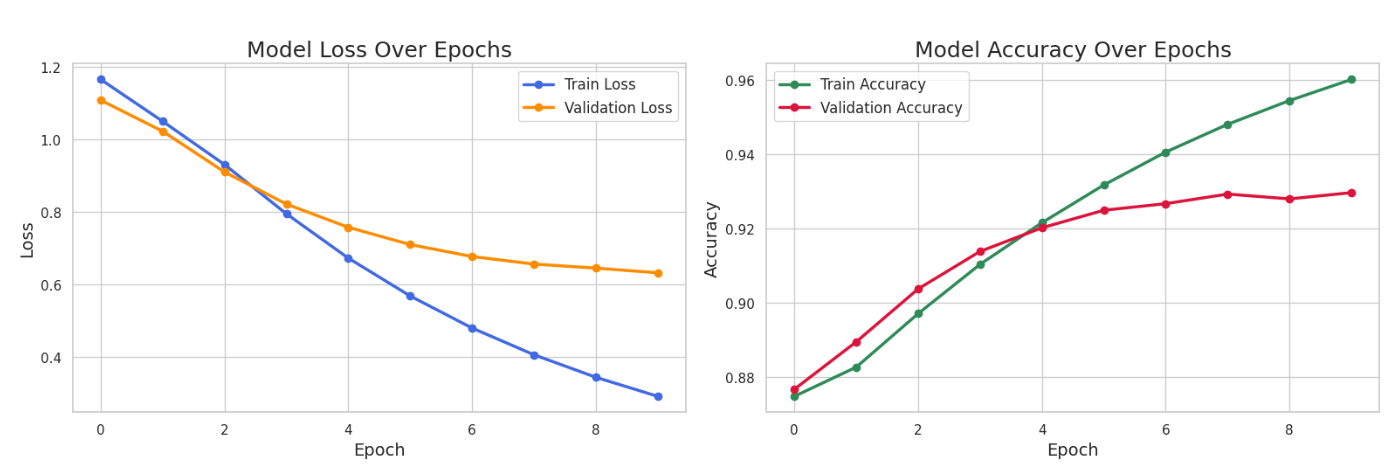 Model Loss Over Epochs
Loss
1.2
1.0
0.8
0.6
0.4
Train Loss
Validation Loss
0 2 4 6 8
Epoch
Model Accuracy Over Epochs
Accuracy
0.96
0.94
0.92
0.90
0.88
Train Accuracy
Validation Accuracy
0 2 4 6 8
Epoch